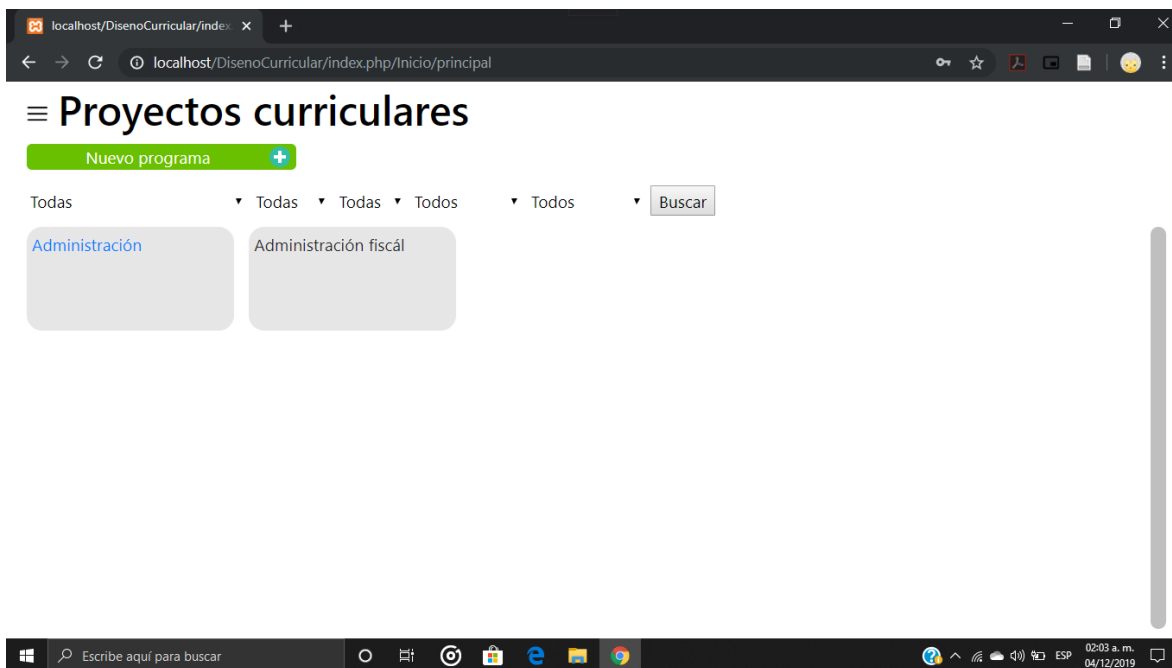 localhost/DisenoCurricular/index
localhost/DisenoCurricular/index.php/Inicio/principal
Proyectos curriculares
Nuevo programa
Todas Todas Todas Todos Todos Buscar
Administración Administración fiscál
Escribe aquí para buscar ESP 02:03 a. m.
04/12/2019